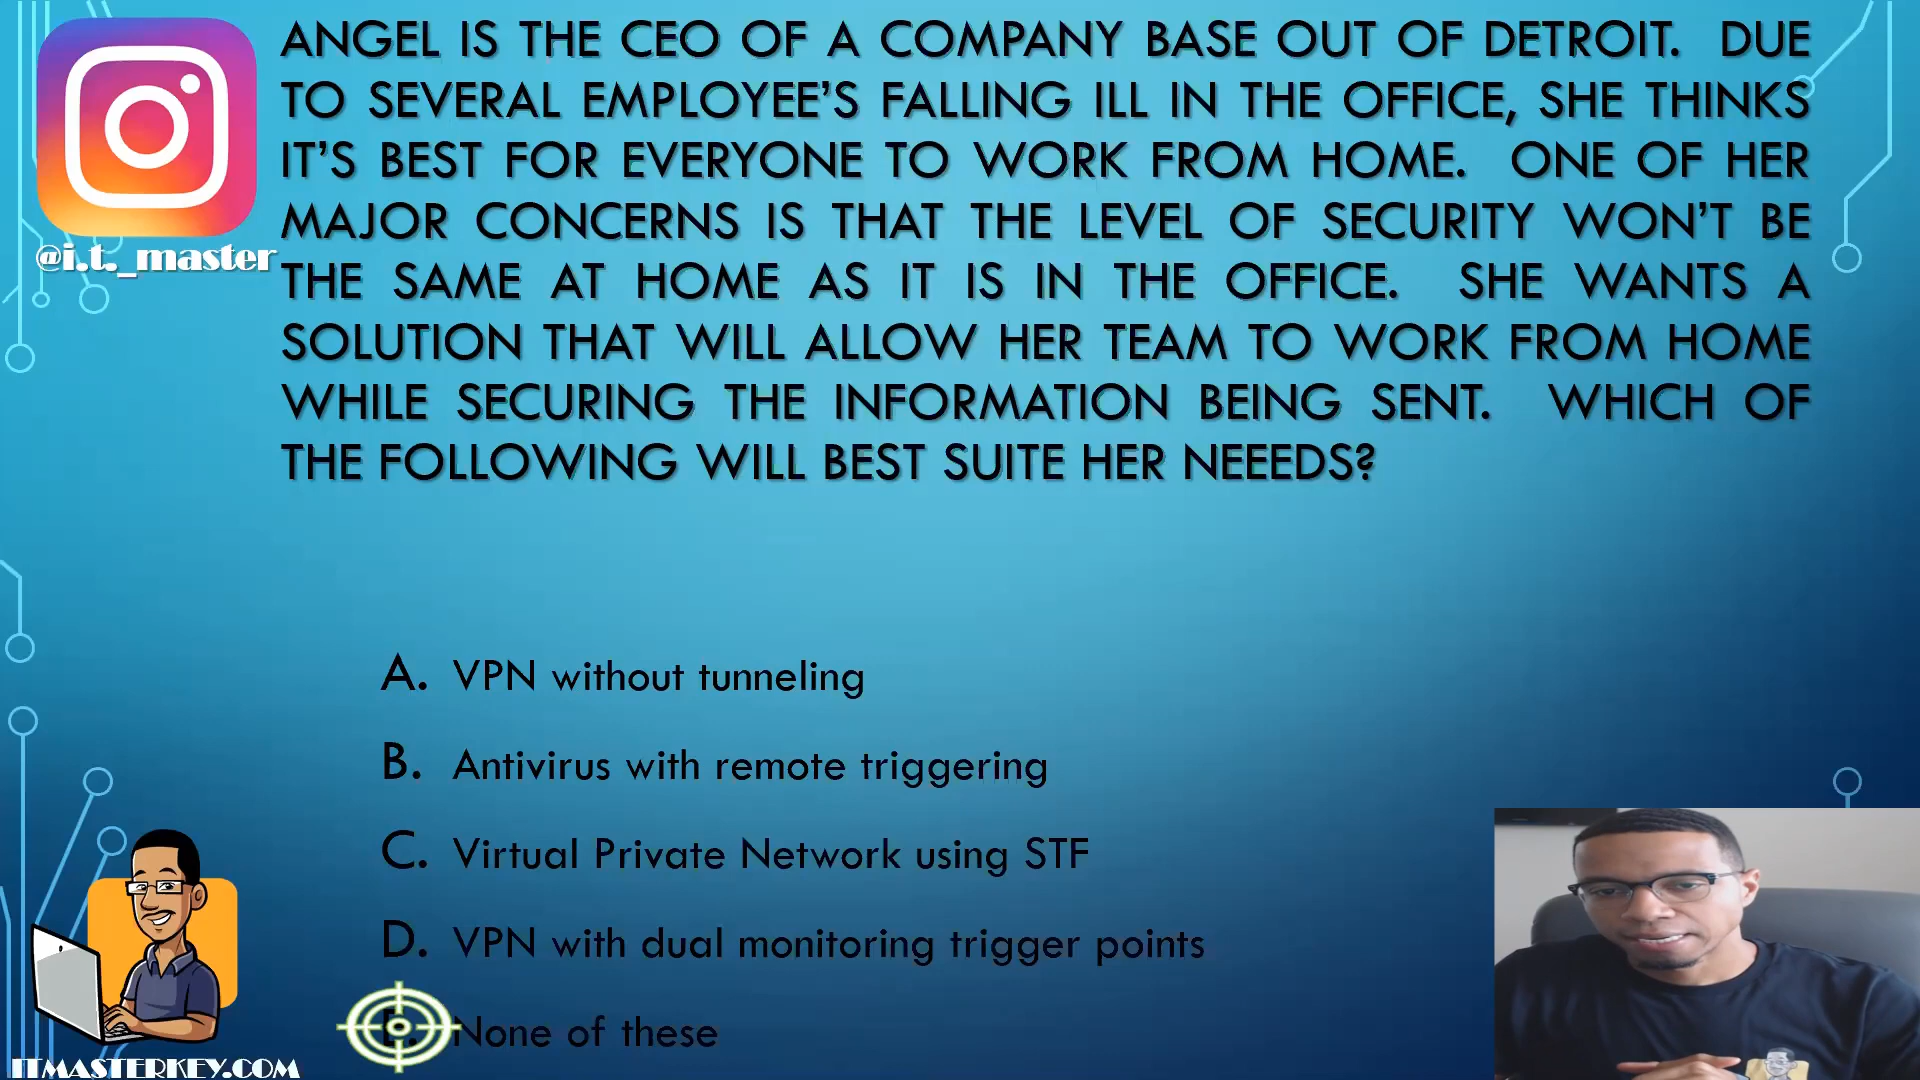 ANGEL IS THE CEO OF A COMPANY BASE OUT OF DETROIT. DUE
TO SEVERAL EMPLOYEE’S FALLING ILL IN THE OFFICE, SHE THINKS
IT’S BEST FOR EVERYONE TO WORK FROM HOME. ONE OF HER
MAJOR CONCERNS IS THAT THE LEVEL OF SECURITY WON’T BE
THE SAME AT HOME AS IT IS IN THE OFFICE. SHE WANTS A
SOLUTION THAT WILL ALLOW HER TEAM TO WORK FROM HOME
WHILE SECURING THE INFORMATION BEING SENT. WHICH OF
THE FOLLOWING WILL BEST SUITE HER NEEEDS?
@i.t._master
A. VPN without tunneling
B. Antivirus with remote triggering
C. Virtual Private Network using STF
D. VPN with dual monitoring trigger points
E. None of these
ITMASTERKEY.COM